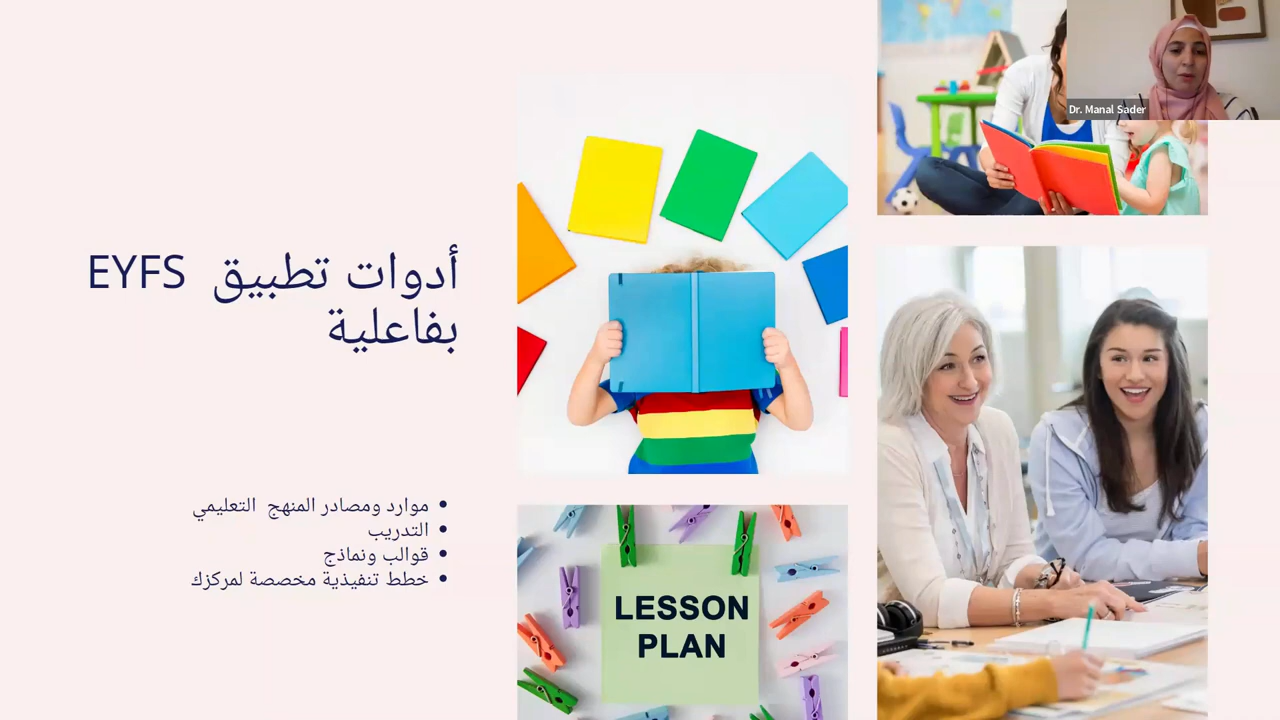 أدوات تطبيق EYFS
بفاعلية
موارد ومصادر المنهج التعليمي
التدريب
قوالب ونماذج
خطط تنفيذية مخصصة لمركزك
LESSON
PLAN
Dr. Manal Sader